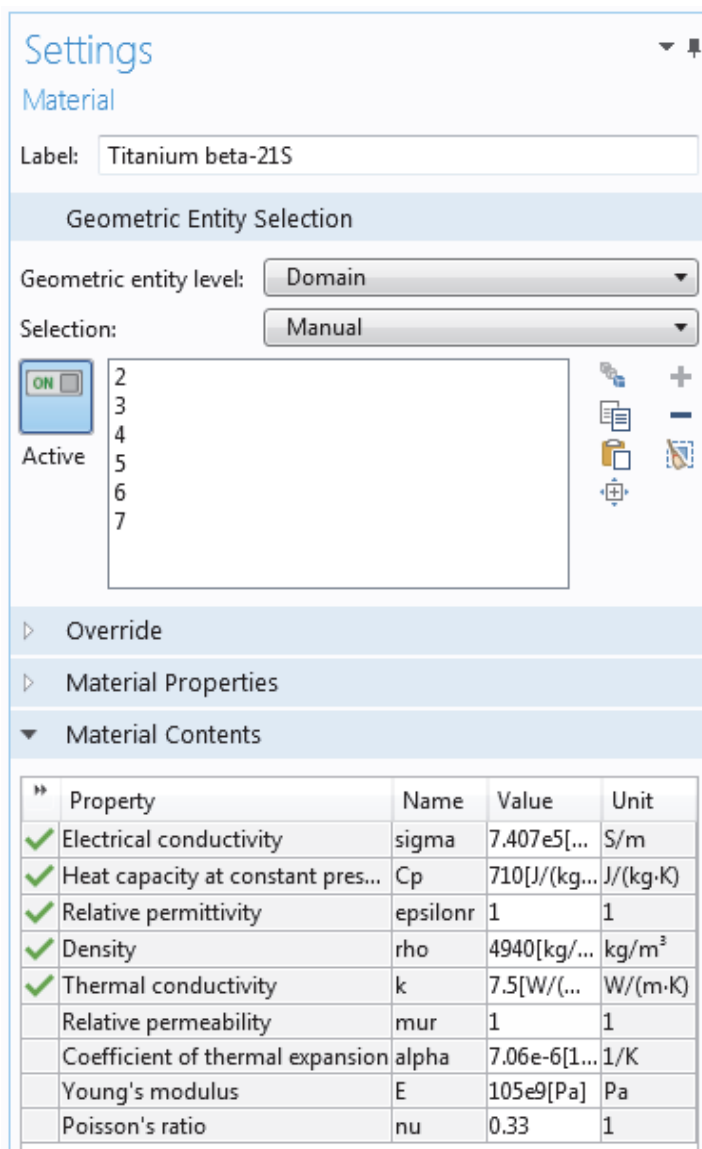 Settings
Material
Label: Titanium beta-21S
Geometric Entity Selection
Geometric entity level: Domain
Selection: Manual
ON
Active
2
3
4
5
6
7
Override
Material Properties
Material Contents
Property Name Value Unit
Electrical conductivity sigma 7.407e5[... S/m
Heat capacity at constant pres... Cp 710[J/(kg... J/(kg·K)
Relative permittivity epsilonr 1 1
Density rho 4940[kg/... kg/m³
Thermal conductivity k 7.5[W/(... W/(m·K)
Relative permeability mur 1 1
Coefficient of thermal expansion alpha 7.06e-6[1... 1/K
Young's modulus E 105e9[Pa] Pa
Poisson's ratio nu 0.33 1